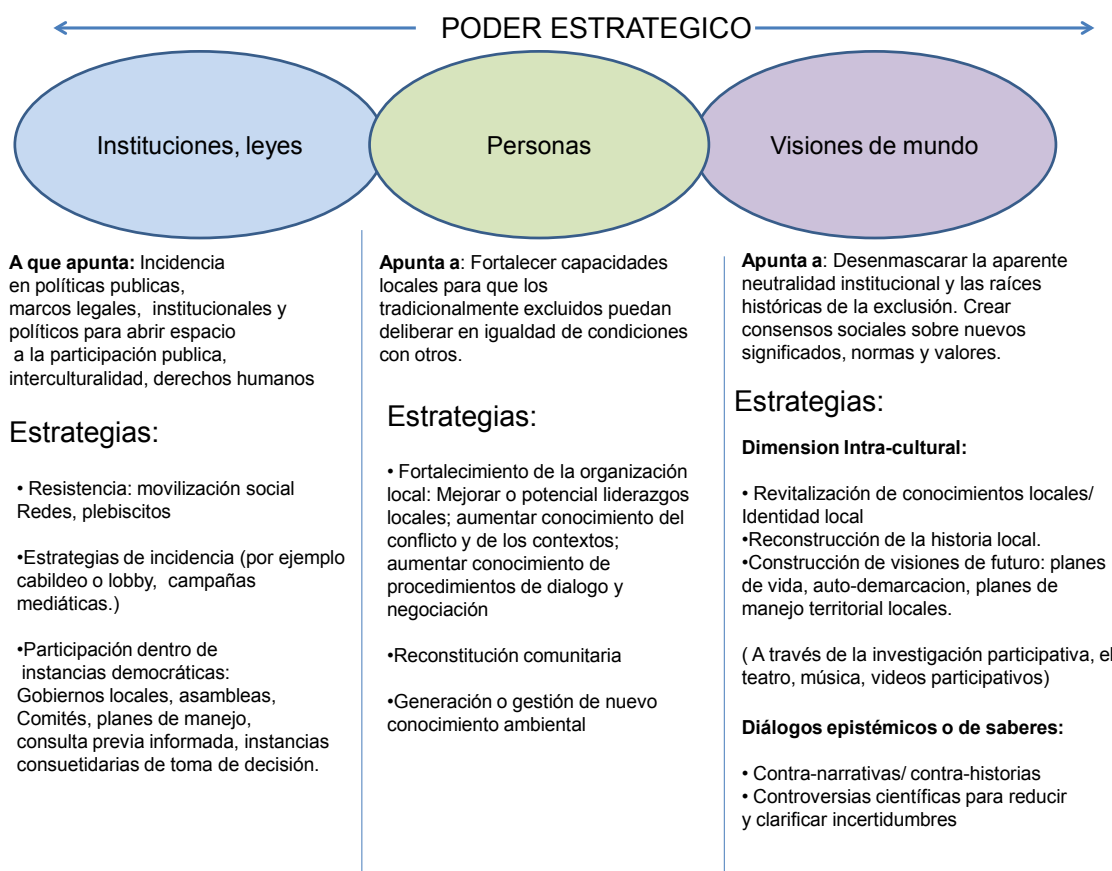 PODER ESTRATEGICO
Instituciones, leyes
Personas
Visiones de mundo
A que apunta: Incidencia
en políticas publicas,
marcos legales, institucionales y
políticos para abrir espacio
a la participación publica,
interculturalidad, derechos humanos
Estrategias:
• Resistencia: movilización social
Redes, plebiscitos
•Estrategias de incidencia (por ejemplo
cabildeo o lobby, campañas
mediáticas.)
•Participación dentro de
instancias democráticas:
Gobiernos locales, asambleas,
Comités, planes de manejo,
consulta previa informada, instancias
consuetidarias de toma de decisión.
Apunta a: Fortalecer capacidades
locales para que los
tradicionalmente excluidos puedan
deliberar en igualdad de condiciones
con otros.
Estrategias:
• Fortalecimiento de la organización
local: Mejorar o potencial liderazgos
locales; aumentar conocimiento del
conflicto y de los contextos;
aumentar conocimiento de
procedimientos de dialogo y
negociación
•Reconstitución comunitaria
•Generación o gestión de nuevo
conocimiento ambiental
Apunta a: Desenmascarar la aparente
neutralidad institucional y las raíces
históricas de la exclusión. Crear
consensos sociales sobre nuevos
significados, normas y valores.
Estrategias:
Dimension Intra-cultural:
• Revitalización de conocimientos locales/
Identidad local
•Reconstrucción de la historia local.
•Construcción de visiones de futuro: planes
de vida, auto-demarcacion, planes de
manejo territorial locales.
( A través de la investigación participativa, el
teatro, música, videos participativos)
Diálogos epistémicos o de saberes:
• Contra-narrativas/ contra-historias
• Controversias científicas para reducir
y clarificar incertidumbres